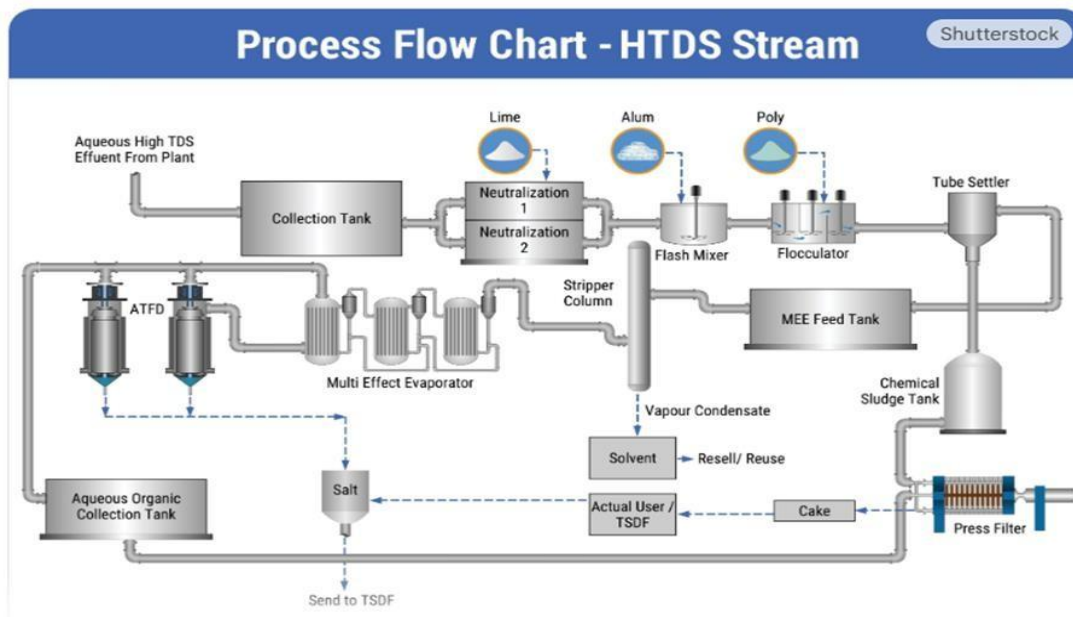 Process Flow Chart - HTDS Stream
Shutterstock
Lime
Alum
Poly
Aqueous High TDS
Effuent From Plant
Collection Tank
Neutralization
1
Neutralization
2
Flash Mixer
Flocculator
Tube Settler
ATFD
Multi Effect Evaporator
Stripper
Column
MEE Feed Tank
Chemical
Sludge Tank
Vapour Condensate
Solvent
Resell/ Reuse
Aqueous Organic
Collection Tank
Salt
Actual User /
TSDF
Cake
Press Filter
Send to TSDF